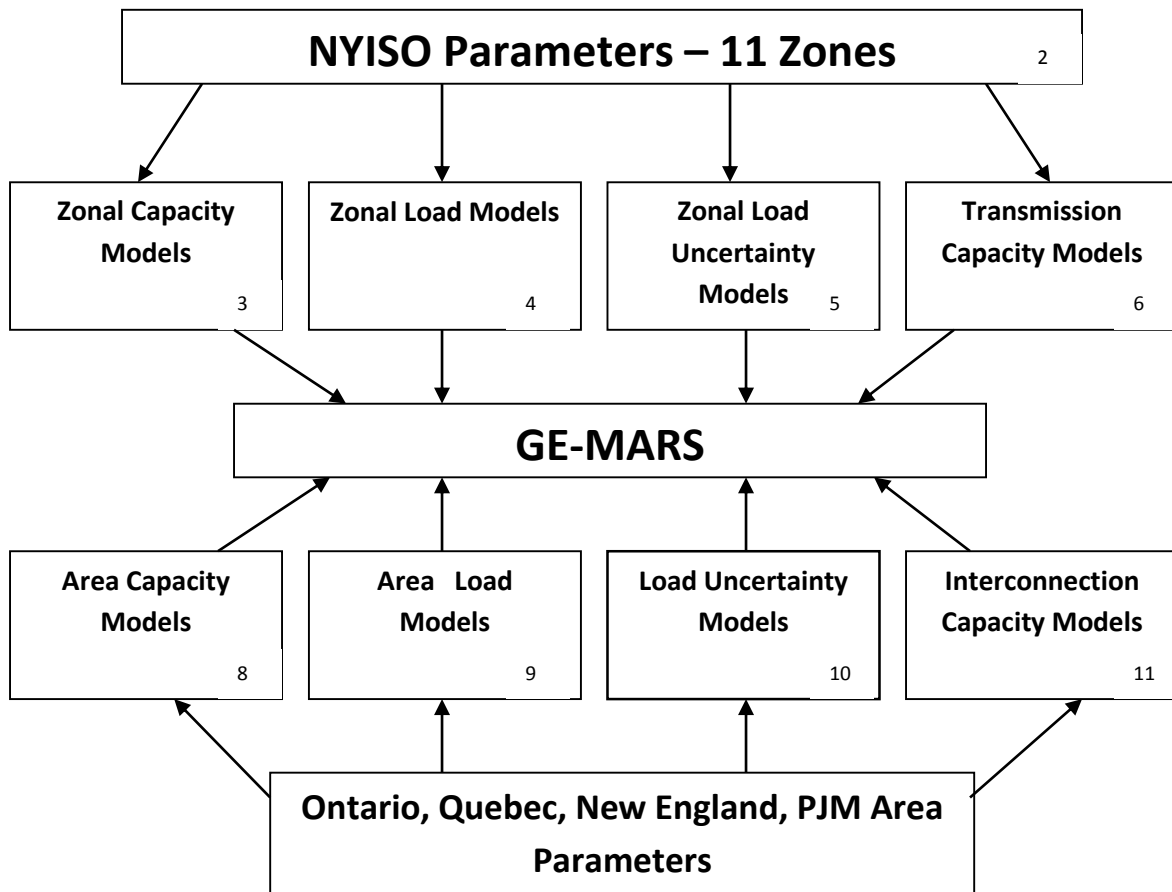 NYISO Parameters – 11 Zones
2
Zonal Capacity
Models
3
Zonal Load Models
4
Zonal Load
Uncertainty
Models
5
Transmission
Capacity Models
6
GE-MARS
Area Capacity
Models
8
Area Load
Models
9
Load Uncertainty
Models
10
Interconnection
Capacity Models
11
Ontario, Quebec, New England, PJM Area
Parameters